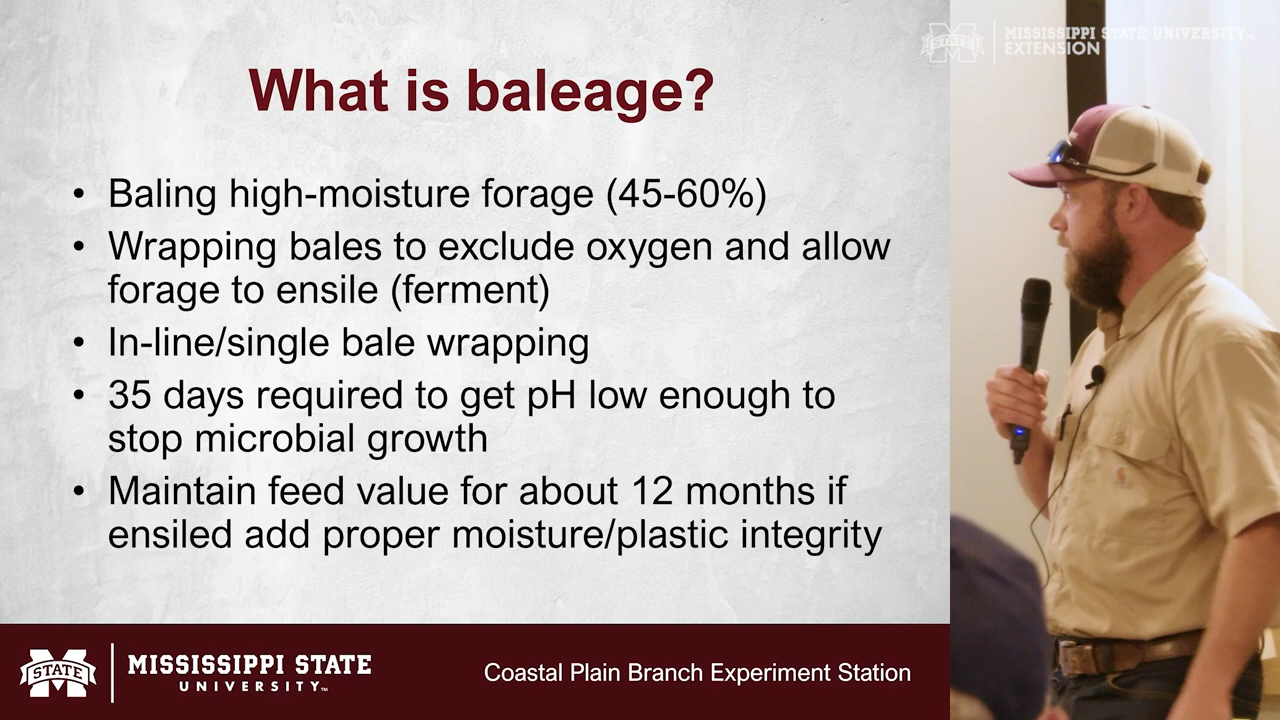 What is baleage?
• Baling high-moisture forage (45-60%)
• Wrapping bales to exclude oxygen and allow
forage to ensile (ferment)
• In-line/single bale wrapping
• 35 days required to get pH low enough to
stop microbial growth
• Maintain feed value for about 12 months if
ensiled add proper moisture/plastic integrity
STATE
MISSISSIPPI STATE
UNIVERSITY™
Coastal Plain Branch Experiment Station
STATE
MISSISSIPPI STATE UNIVERSITY™
EXTENSION